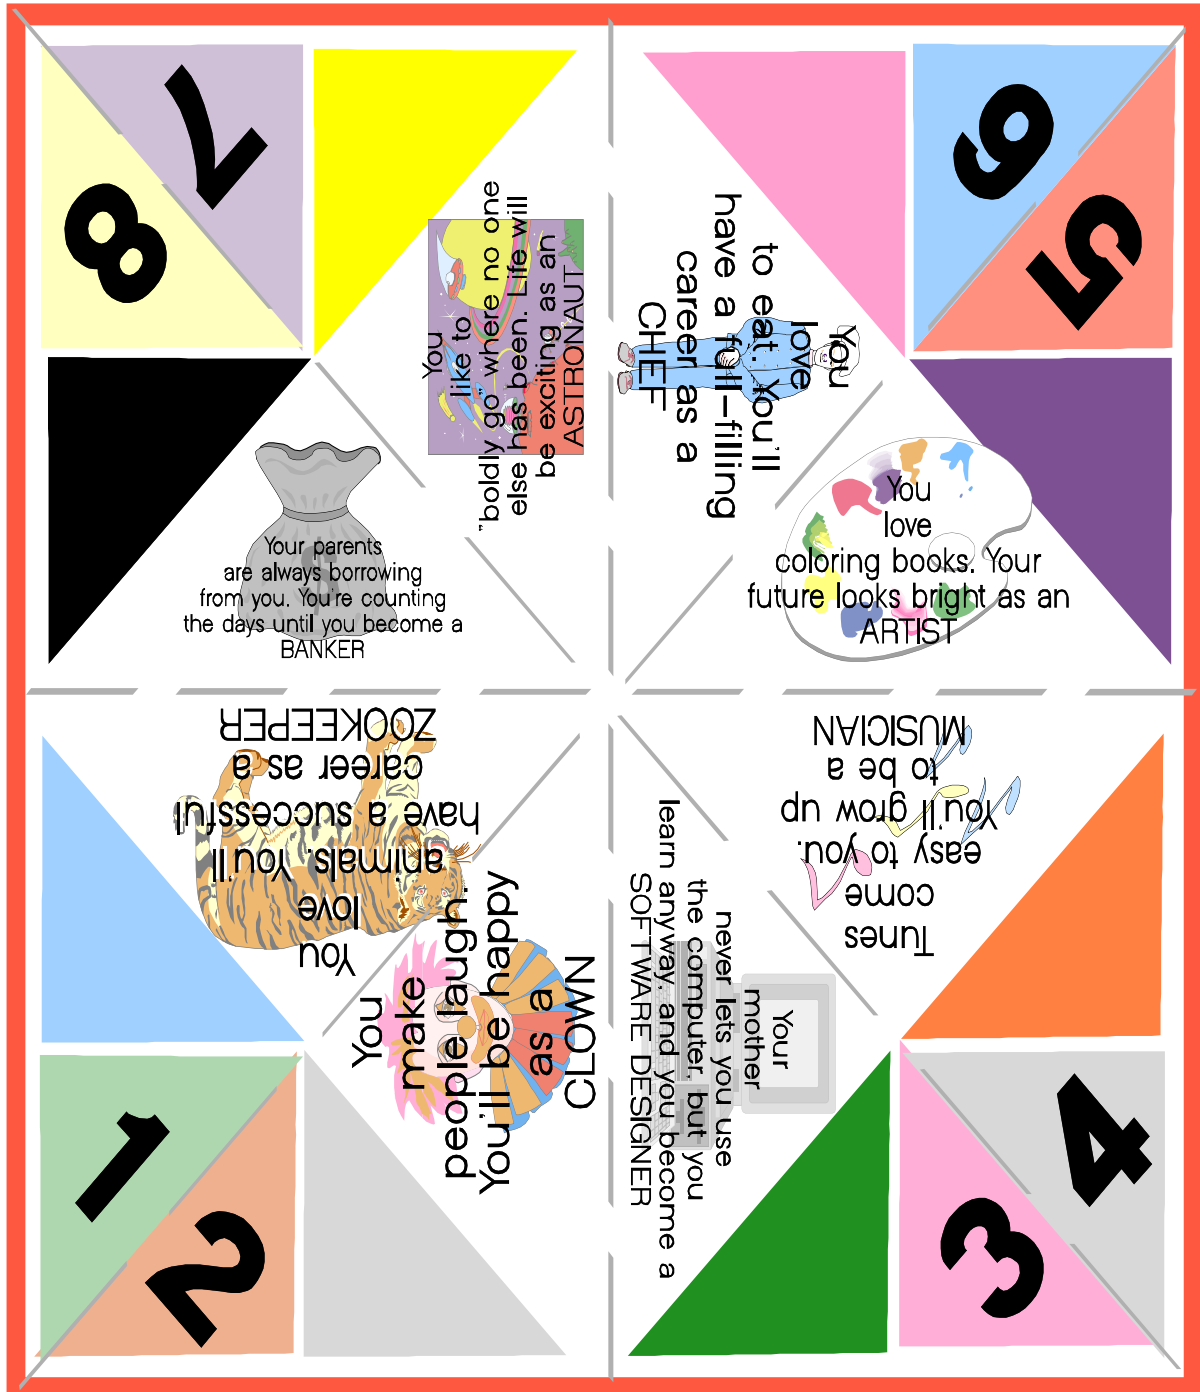 7
8
You
like to
"boldly go where no one
else has been. Life will
be exciting as an
ASTRONAUT
You
love
to eat. You'll
have a full-filling
career as a
CHIEF
6
5
Your parents
are always borrowing
from you. You're counting
the days until you become a
BANKER
$
You
love
coloring books. Your
future looks bright as an
ARTIST
You
love
animals. You'll
have a successful
career as a
ZOOKEEPER
You
make
people laugh.
You'll be happy
as a
CLOWN
Your
mother
never lets you use
the computer, but you
learn anyway, and you become a
SOFTWARE DESIGNER
Tunes
come
easy to you.
You'll grow up
to be a
MUSICIAN
1
2
3
4